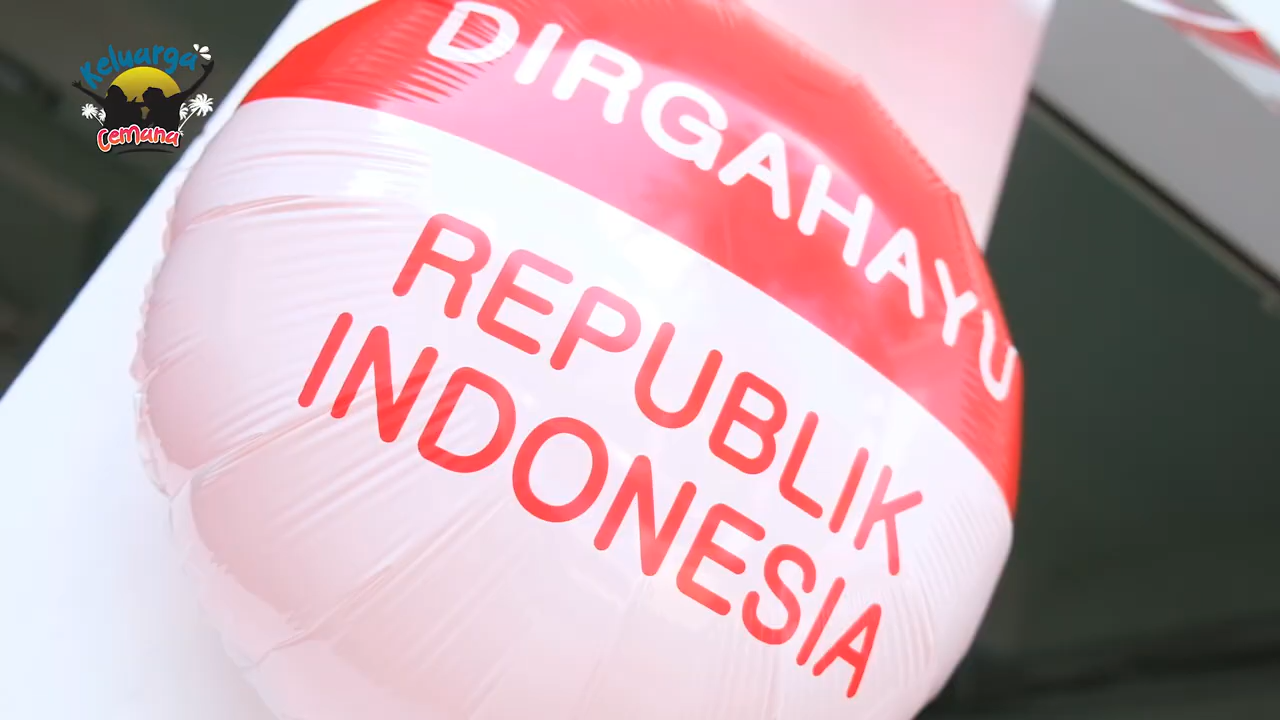 Keluarga
Cemana
DIRGAHAYU
REPUBLIK
INDONESIA